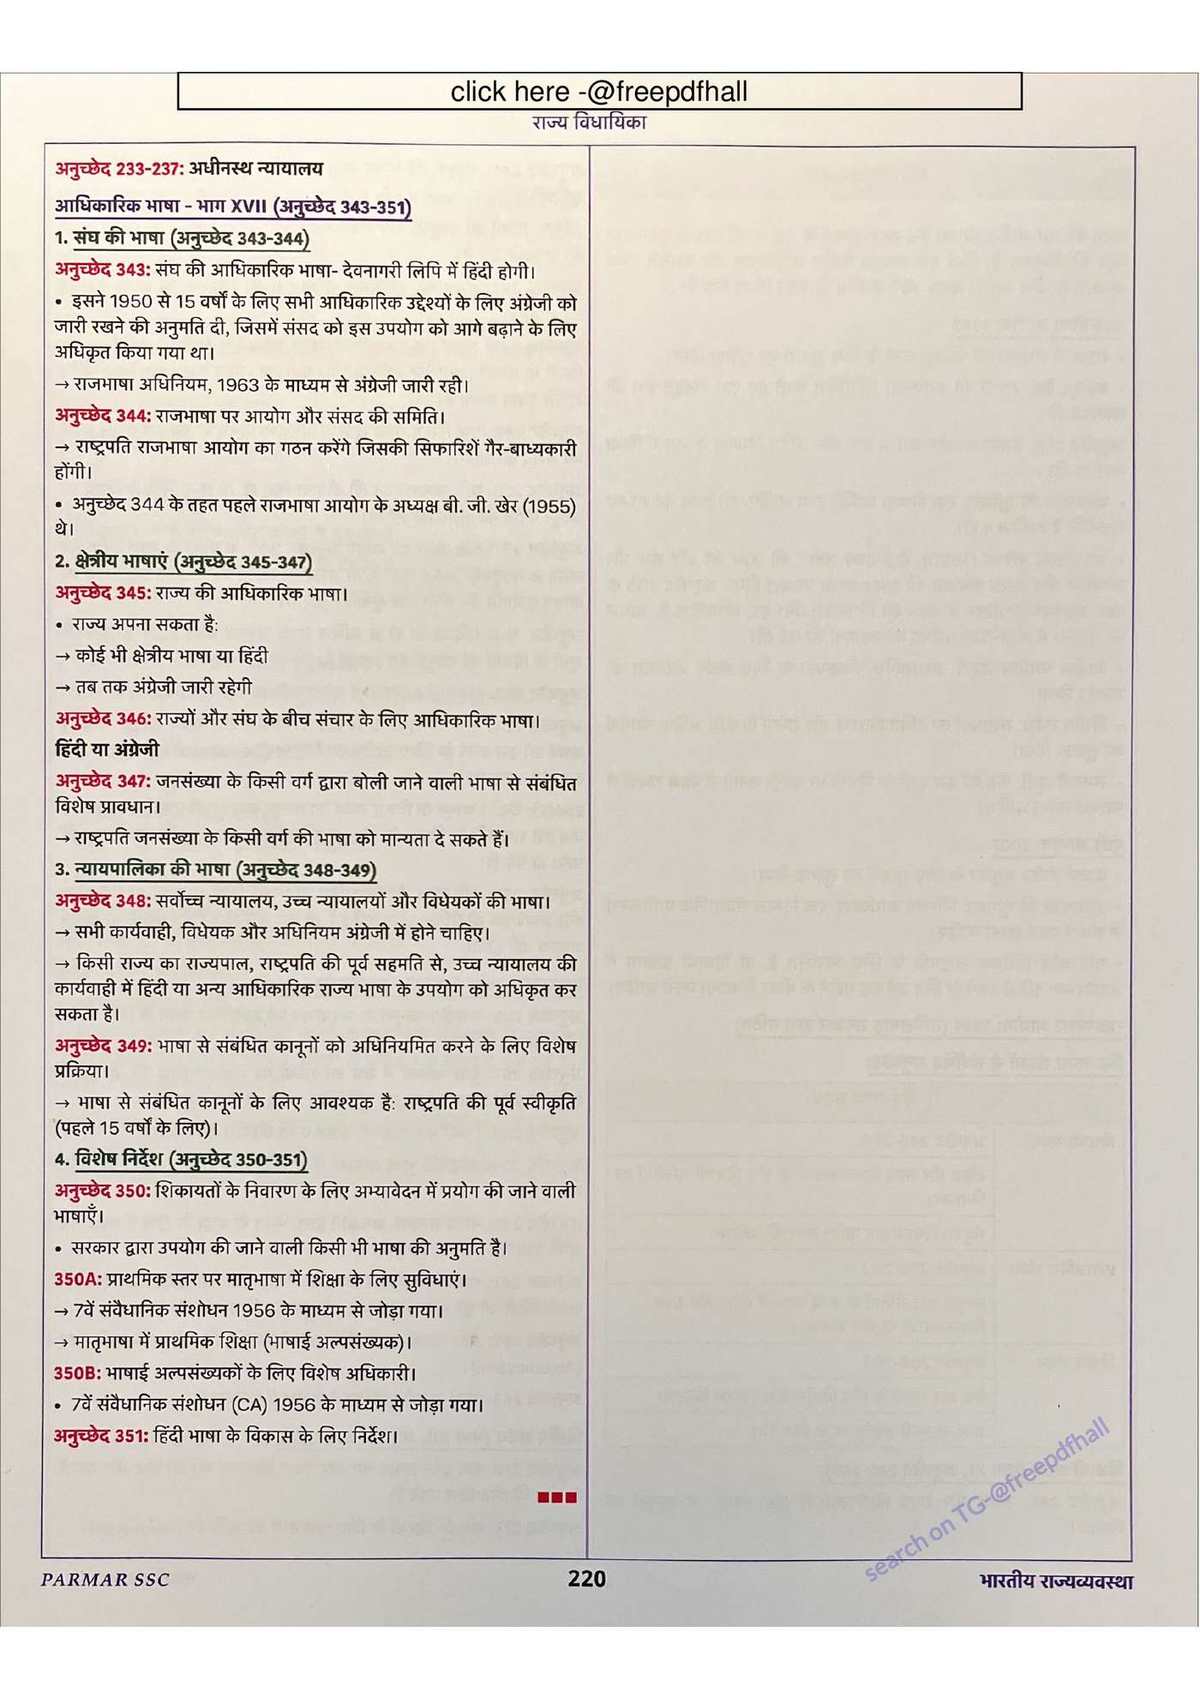 click here -@freepdfhall
राज्य विधायिका
अनुच्छेद 233-237: अधीनस्थ न्यायालय
आधिकारिक भाषा - भाग XVII (अनुच्छेद 343-351)
1. संघ की भाषा (अनुच्छेद 343-344)
अनुच्छेद 343: संघ की आधिकारिक भाषा- देवनागरी लिपि में हिंदी होगी।
• इसने 1950 से 15 वर्षों के लिए सभी आधिकारिक उद्देश्यों के लिए अंग्रेजी को
जारी रखने की अनुमति दी, जिसमें संसद को इस उपयोग को आगे बढ़ाने के लिए
अधिकृत किया गया था।
→ राजभाषा अधिनियम, 1963 के माध्यम से अंग्रेजी जारी रही।
अनुच्छेद 344: राजभाषा पर आयोग और संसद की समिति।
→ राष्ट्रपति राजभाषा आयोग का गठन करेंगे जिसकी सिफारिशें गैर-बाध्यकारी
होंगी।
• अनुच्छेद 344 के तहत पहले राजभाषा आयोग के अध्यक्ष बी. जी. खेर (1955)
थे।
2. क्षेत्रीय भाषाएं (अनुच्छेद 345-347)
अनुच्छेद 345: राज्य की आधिकारिक भाषा।
• राज्य अपना सकता है:
→ कोई भी क्षेत्रीय भाषा या हिंदी
→ तब तक अंग्रेजी जारी रहेगी
अनुच्छेद 346: राज्यों और संघ के बीच संचार के लिए आधिकारिक भाषा।
हिंदी या अंग्रेजी
अनुच्छेद 347: जनसंख्या के किसी वर्ग द्वारा बोली जाने वाली भाषा से संबंधित
विशेष प्रावधान।
→ राष्ट्रपति जनसंख्या के किसी वर्ग की भाषा को मान्यता दे सकते हैं।
3. न्यायपालिका की भाषा (अनुच्छेद 348-349)
अनुच्छेद 348: सर्वोच्च न्यायालय, उच्च न्यायालयों और विधेयकों की भाषा।
→ सभी कार्यवाही, विधेयक और अधिनियम अंग्रेजी में होने चाहिए।
→ किसी राज्य का राज्यपाल, राष्ट्रपति की पूर्व सहमति से, उच्च न्यायालय की
कार्यवाही में हिंदी या अन्य आधिकारिक राज्य भाषा के उपयोग को अधिकृत कर
सकता है।
अनुच्छेद 349: भाषा से संबंधित कानूनों को अधिनियमित करने के लिए विशेष
प्रक्रिया।
→ भाषा से संबंधित कानूनों के लिए आवश्यक है: राष्ट्रपति की पूर्व स्वीकृति
(पहले 15 वर्षों के लिए)।
4. विशेष निर्देश (अनुच्छेद 350-351)
अनुच्छेद 350: शिकायतों के निवारण के लिए अभ्यावेदन में प्रयोग की जाने वाली
भाषाएँ।
• सरकार द्वारा उपयोग की जाने वाली किसी भी भाषा की अनुमति है।
350A: प्राथमिक स्तर पर मातृभाषा में शिक्षा के लिए सुविधाएं।
→ 7वें संवैधानिक संशोधन 1956 के माध्यम से जोड़ा गया।
→ मातृभाषा में प्राथमिक शिक्षा (भाषाई अल्पसंख्यक)।
350B: भाषाई अल्पसंख्यकों के लिए विशेष अधिकारी।
• 7वें संवैधानिक संशोधन (CA) 1956 के माध्यम से जोड़ा गया।
अनुच्छेद 351: हिंदी भाषा के विकास के लिए निर्देश।
search on TG-@freepdfhall
PARMAR SSC
220
भारतीय राज्यव्यवस्था